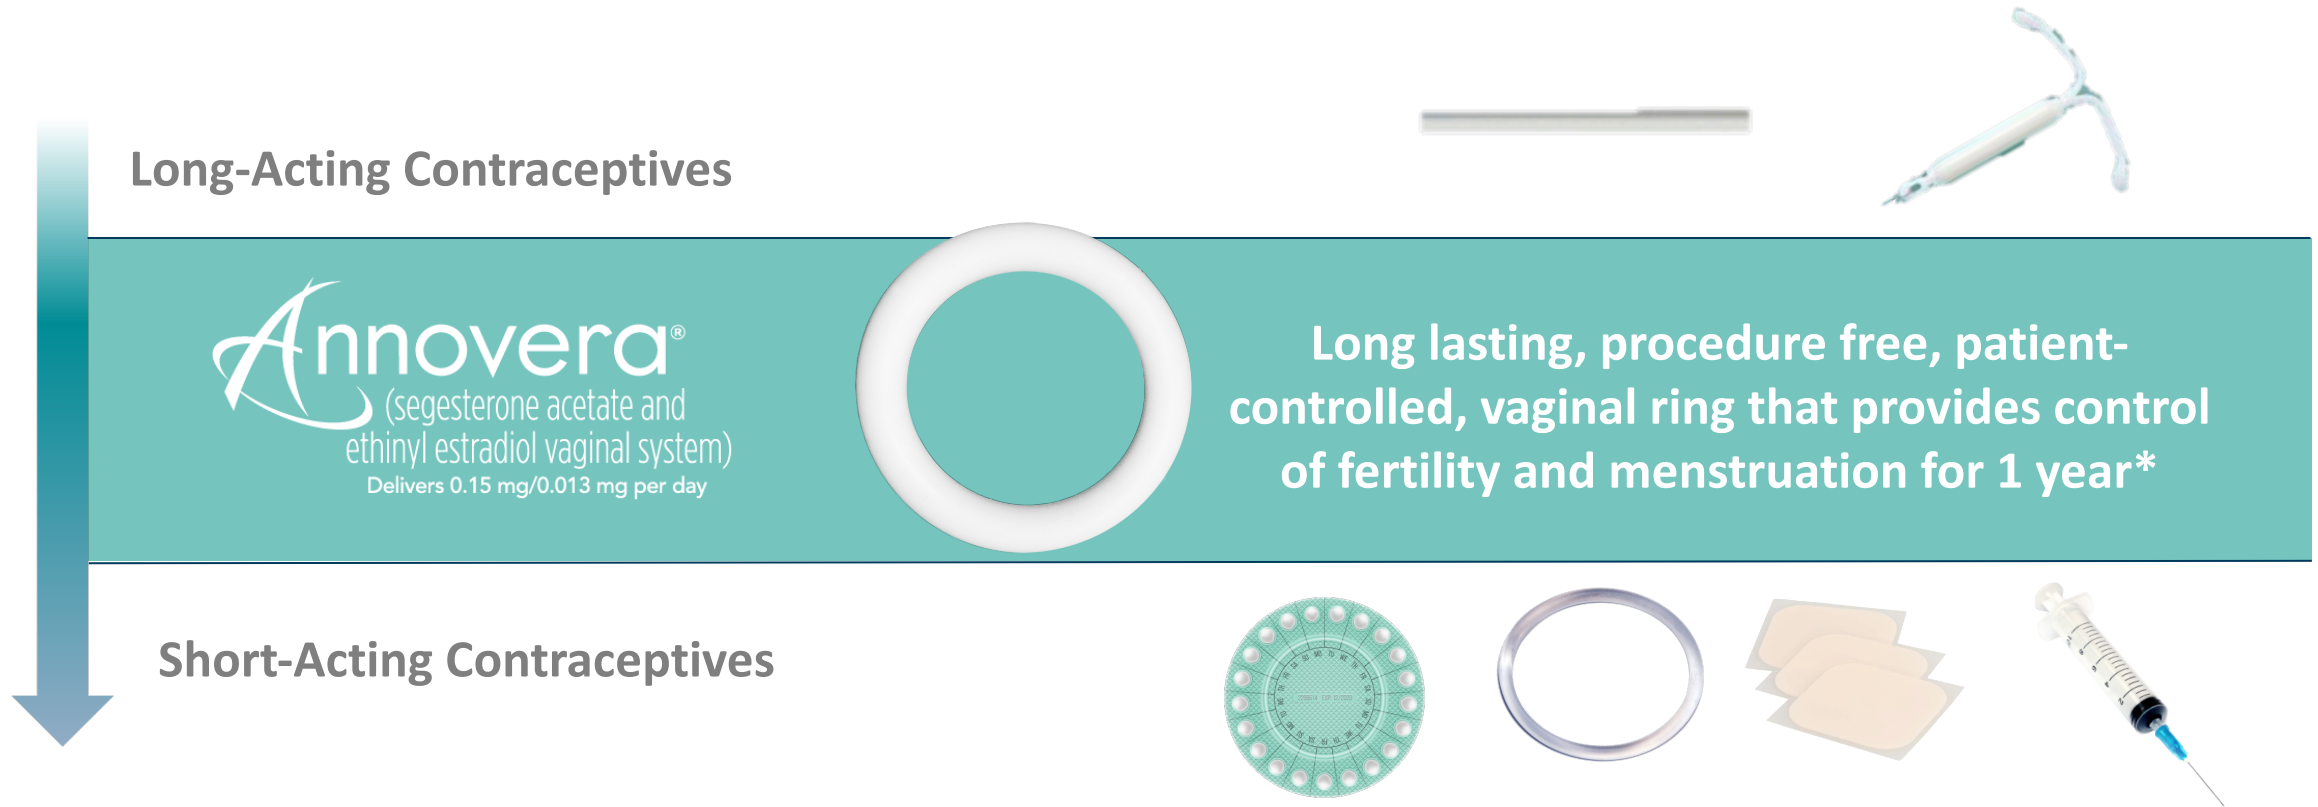 Long-Acting Contraceptives
Annovera®
(segesterone acetate and
ethinyl estradiol vaginal system)
Delivers 0.15 mg/0.013 mg per day
Long lasting, procedure free, patient-
controlled, vaginal ring that provides control
of fertility and menstruation for 1 year*
Short-Acting Contraceptives